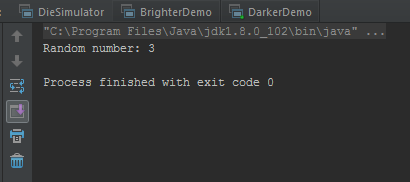 DieSimulator BrighterDemo DarkerDemo
"C:\Program Files\Java\jdk1.8.0_102\bin\java" ...
Random number: 3
Process finished with exit code 0